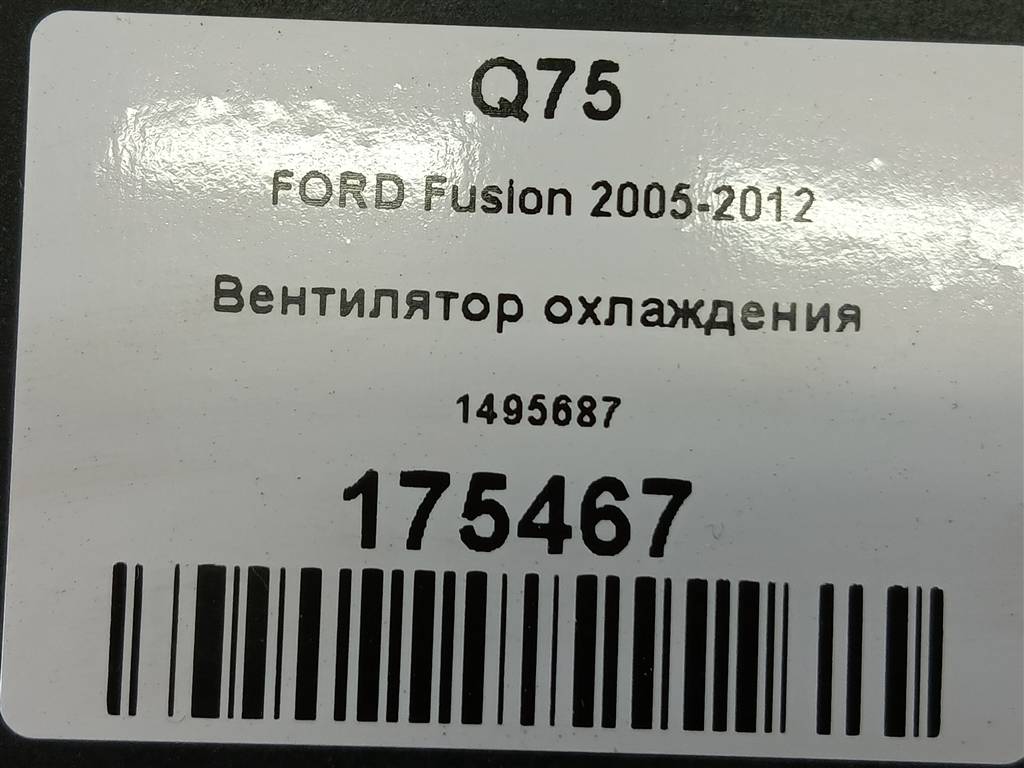 Q75
FORD Fusion 2005-2012
Вентилятор охлаждения
1495687
175467